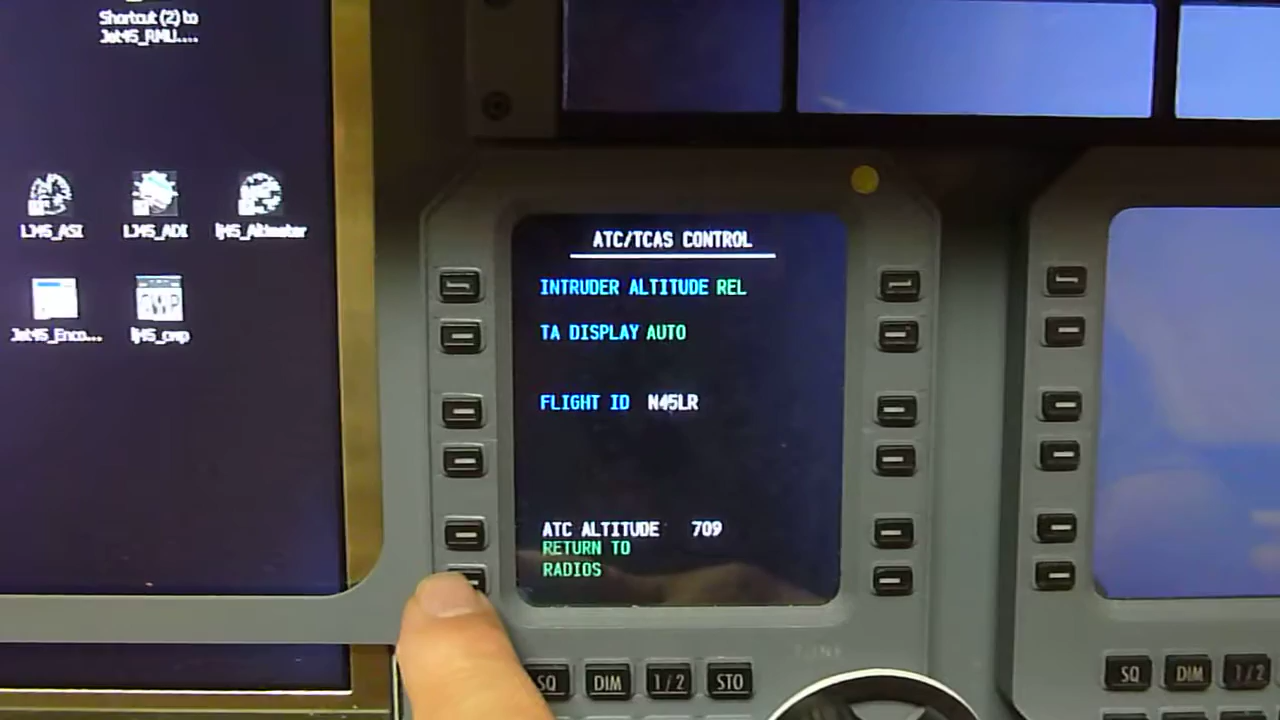 Shortcut (2) to
Jet45_RMU....
LJ45_ASI
LJ45_ADI
lj45_Altimeter
Jet45_Enco...
lj45_cwp
ATC/TCAS CONTROL
INTRUDER ALTITUDE REL
TA DISPLAY AUTO
FLIGHT ID N45LR
ATC ALTITUDE 709
RETURN TO
RADIOS
SQ DIM 1/2 STO
SQ DIM 1/2